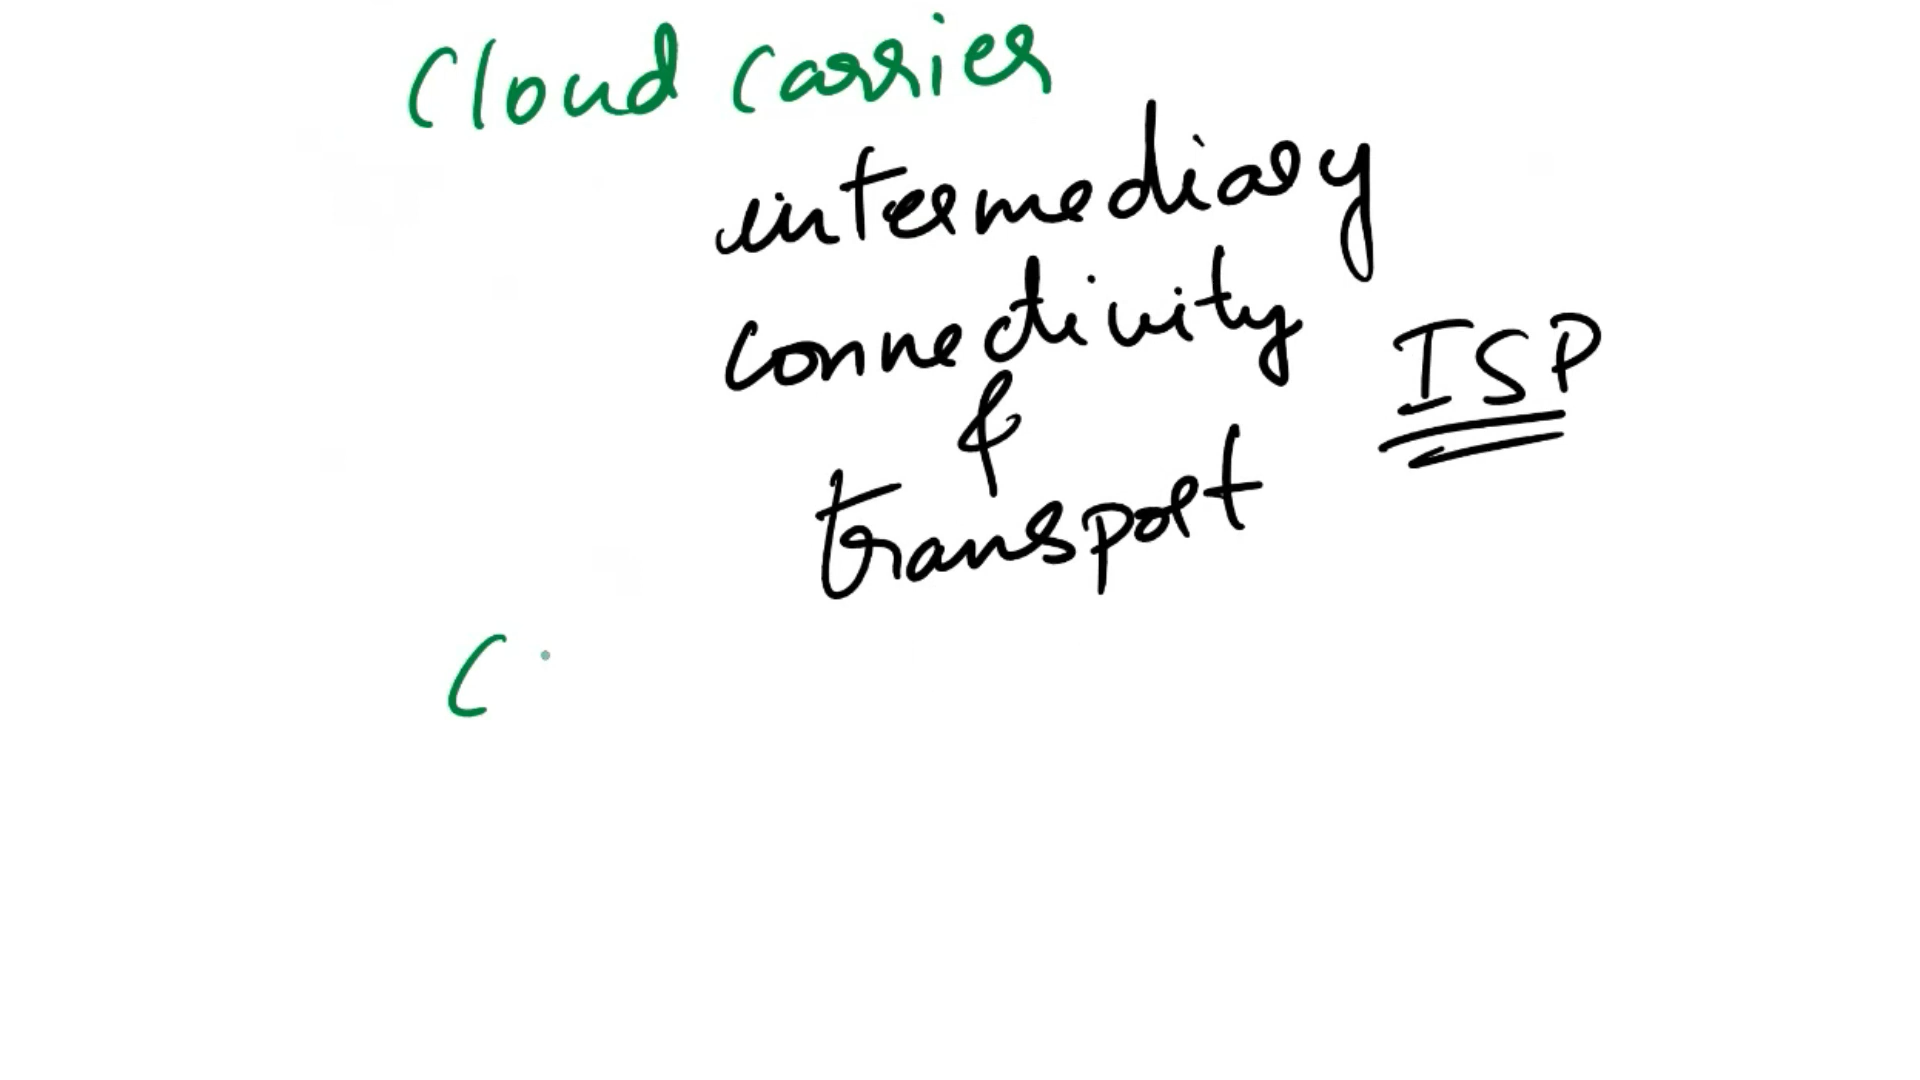 Cloud carrier
intermediary
connectivity
ISP
&
transport
C